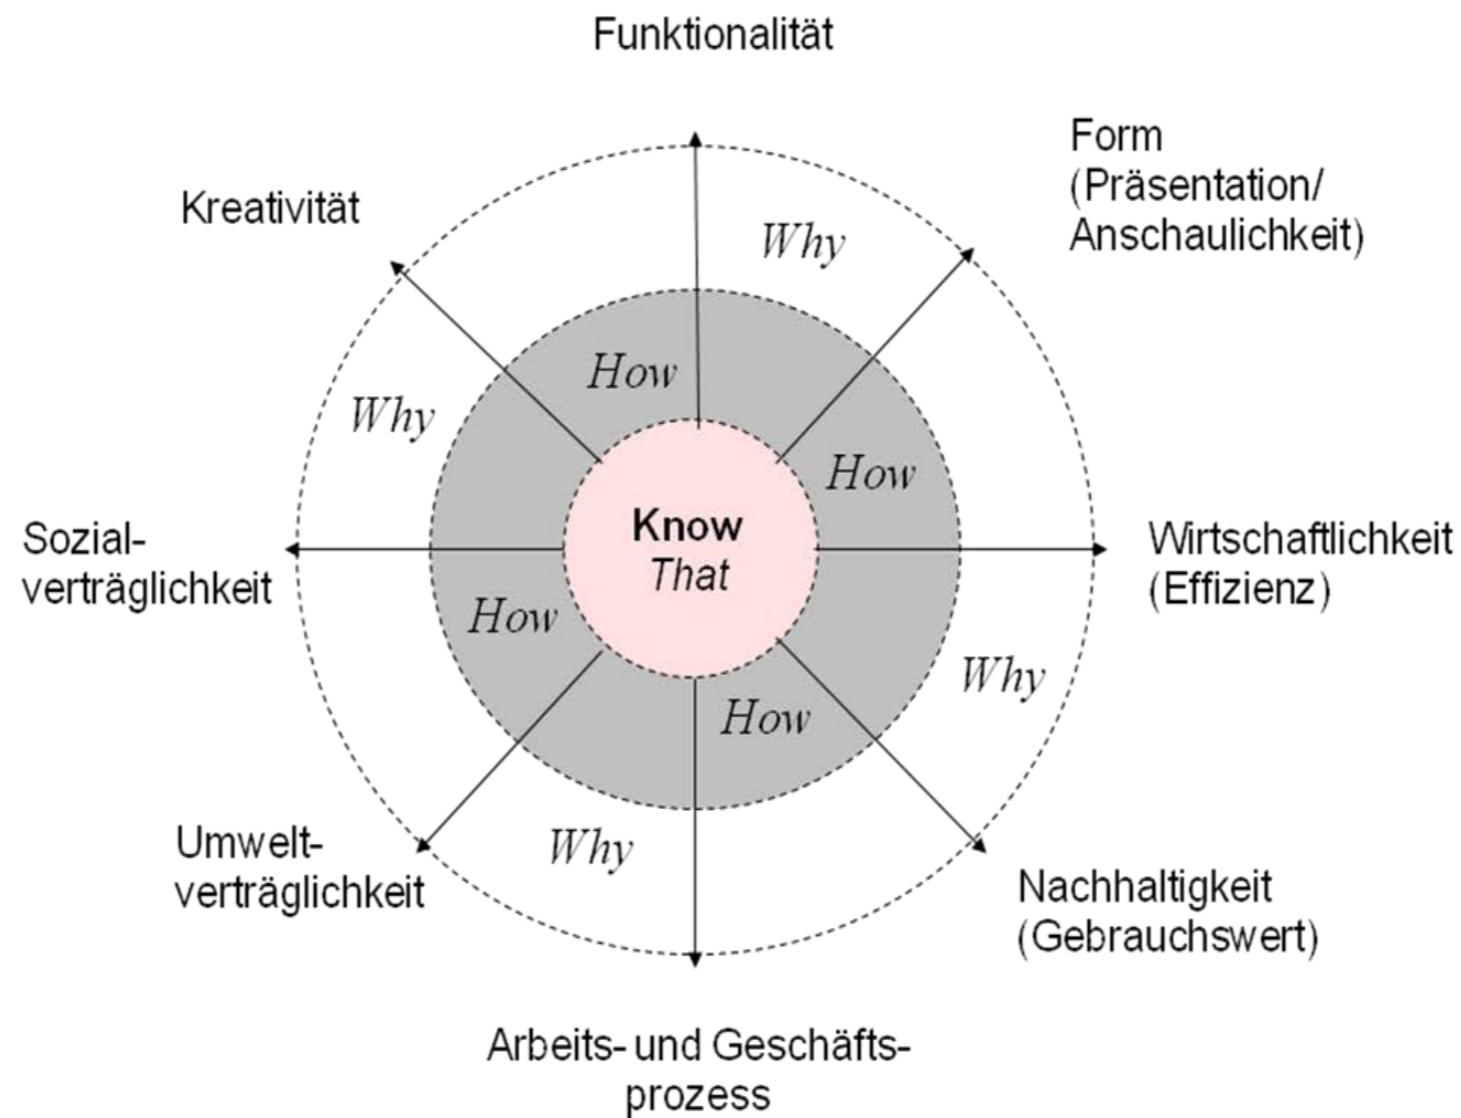 Funktionalität
Form
(Präsentation/
Anschaulichkeit)
Kreativität
Why
How
Why
How
Know
That
Sozial-
verträglichkeit
Wirtschaftlichkeit
(Effizienz)
How
Why
How
Why
Umwelt-
verträglichkeit
Nachhaltigkeit
(Gebrauchswert)
Arbeits- und Geschäfts-
prozess